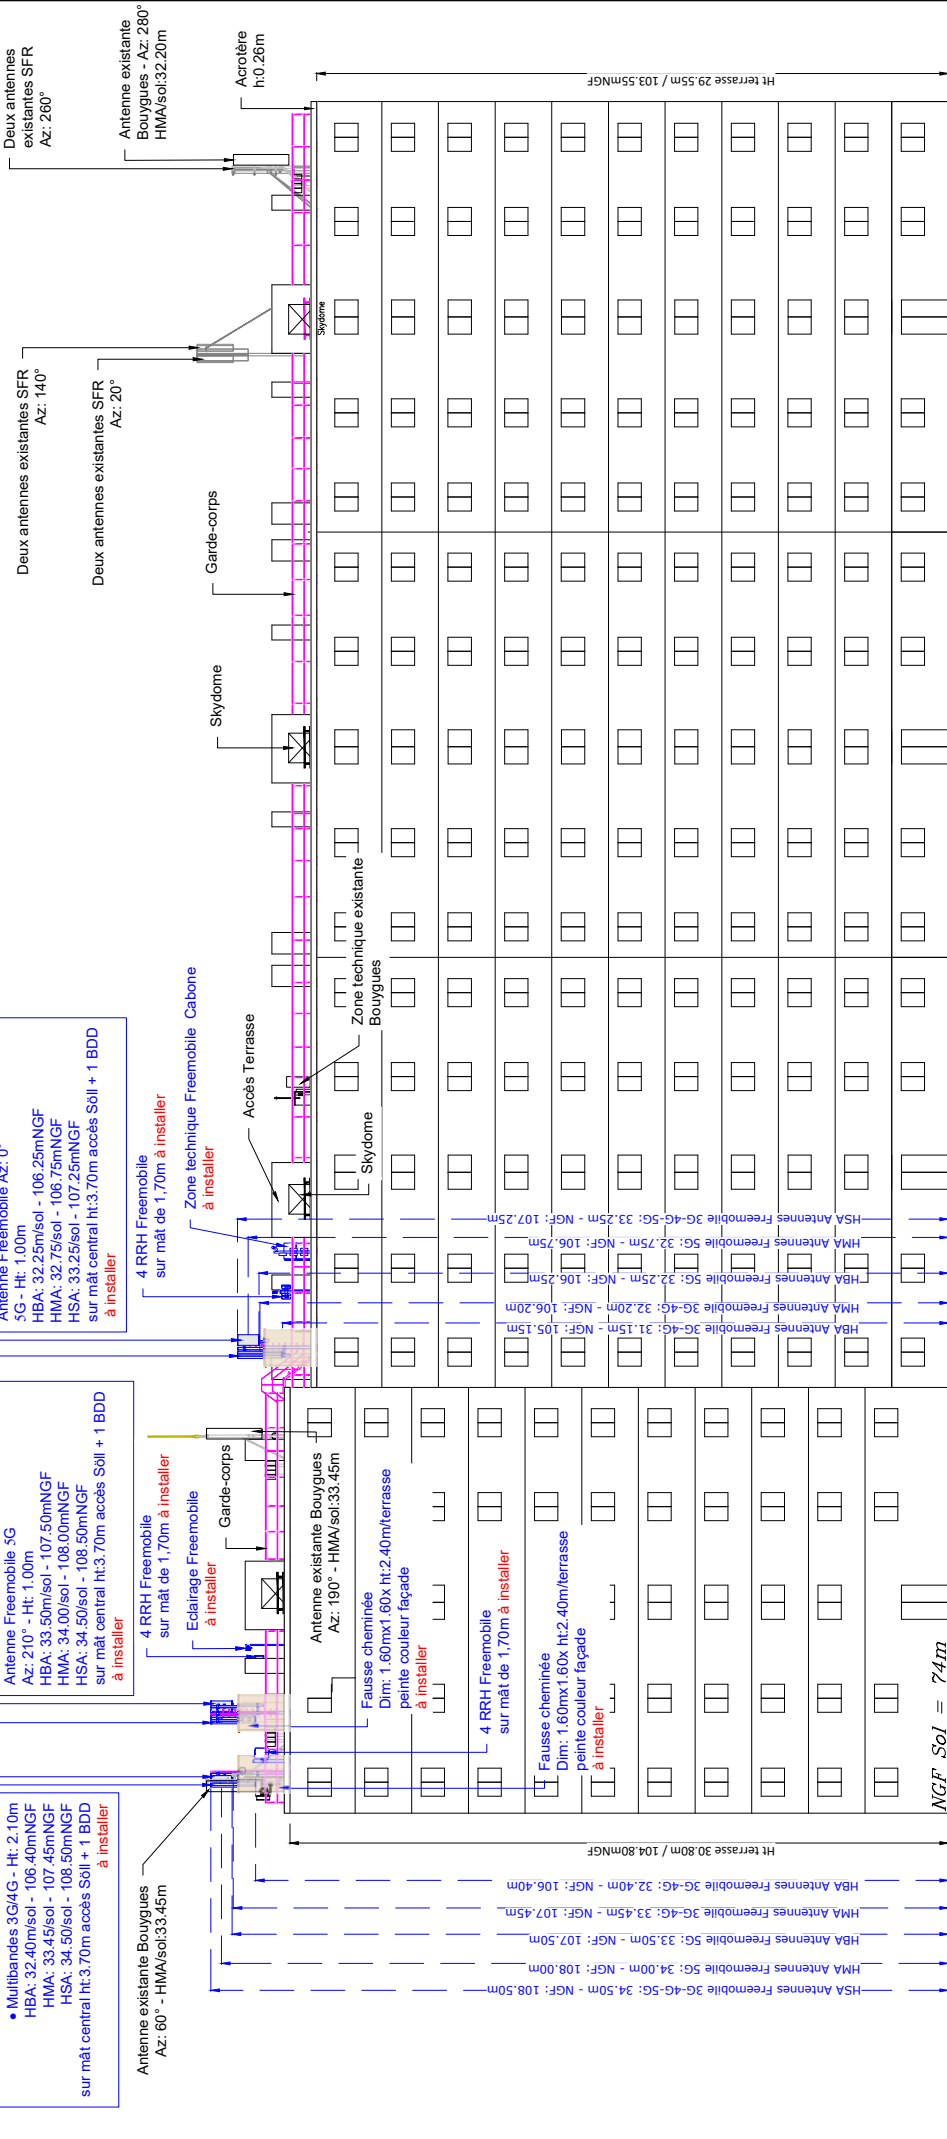 • Multibandes 3G/4G - Ht: 2.10m
HBA: 32.40m/sol - 106.40mNGF
HMA: 33.45/sol - 107.45mNGF
HSA: 34.50/sol - 108.50mNGF
sur mât central ht:3.70m accès Söll + 1 BDD
à installer
Antenne existante Bouygues
Az: 60° - HMA/sol:33.45m
Antenne Freemobile 5G
Az: 210° - Ht: 1.00m
HBA: 33.50m/sol - 107.50mNGF
HMA: 34.00/sol - 108.00mNGF
HSA: 34.50/sol - 108.50mNGF
sur mât central ht:3.70m accès Söll + 1 BDD
à installer
4 RRH Freemobile
sur mât de 1,70m à installer
Eclairage Freemobile
à installer
Garde-corps
Antenne Freemobile Az: 0°
5G - Ht: 1.00m
HBA: 32.25m/sol - 106.25mNGF
HMA: 32.75/sol - 106.75mNGF
HSA: 33.25/sol - 107.25mNGF
sur mât central ht:3.70m accès Söll + 1 BDD
à installer
4 RRH Freemobile
sur mât de 1,70m à installer
Zone technique Freemobile Cabone
à installer
Accès Terrasse
Skydome
Zone technique existante
Bouygues
Skydome
Garde-corps
Deux antennes existantes SFR
Az: 140°
Deux antennes existantes SFR
Az: 20°
Skydome
Deux antennes
existantes SFR
Az: 260°
Antenne existante
Bouygues - Az: 280°
HMA/sol:32.20m
Acrotère
h:0.26m
Ht terrasse 29.55m / 103.55mNGF
Antenne existante Bouygues
Az: 190° - HMA/sol:33.45m
Fausse cheminée
Dim: 1.60mx1.60x ht:2.40m/terrasse
peinte couleur façade
à installer
4 RRH Freemobile
sur mât de 1,70m à installer
Fausse cheminée
Dim: 1.60mx1.60x ht:2.40m/terrasse
peinte couleur façade
à installer
HSA Antennes Freemobile 3G-4G-5G: 33.25m - NGF: 107.25m
HMA Antennes Freemobile 5G: 32.75m - NGF: 106.75m
HBA Antennes Freemobile 5G: 32.25m - NGF: 106.25m
HMA Antennes Freemobile 3G-4G: 32.20m - NGF: 106.20m
HBA Antennes Freemobile 3G-4G: 31.15m - NGF: 105.15m
Ht terrasse 30.80m / 104.80mNGF
HBA Antennes Freemobile 3G-4G: 32.40m - NGF: 106.40m
HMA Antennes Freemobile 3G-4G: 33.45m - NGF: 107.45m
HBA Antennes Freemobile 5G: 33.50m - NGF: 107.50m
HMA Antennes Freemobile 5G: 34.00m - NGF: 108.00m
HSA Antennes Freemobile 3G-4G-5G: 34.50m - NGF: 108.50m
NGF Sol = 74m